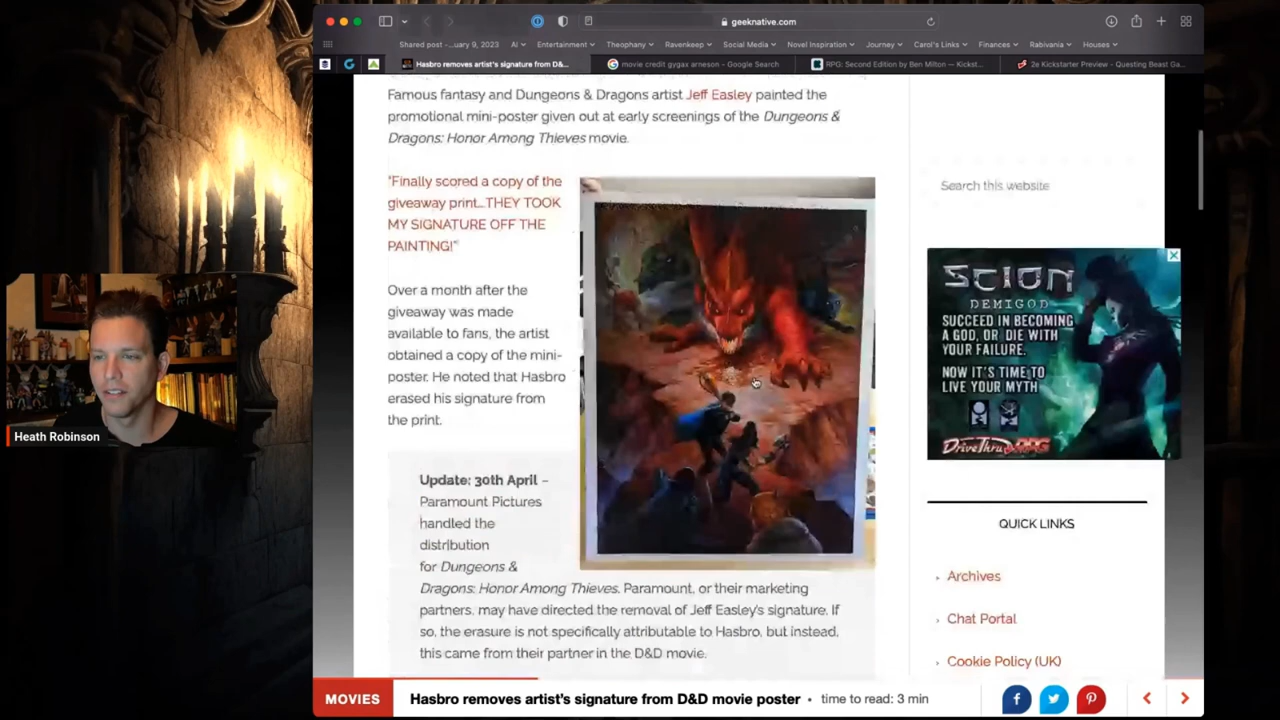 geeknative.com
Shared post - ...uary 9, 2023 AI Entertainment Theophany Ravenkeep Social Media Novel Inspiration Journey Carol's Links Finances Rabivania Houses
Hasbro removes artist's signature from D&... movie credit gygax arneson - Google Search RPG: Second Edition by Ben Milton — Kickst... 2e Kickstarter Preview - Questing Beast Ga...
Famous fantasy and Dungeons & Dragons artist Jeff Easley painted the
promotional mini-poster given out at early screenings of the Dungeons &
Dragons: Honor Among Thieves movie.
"Finally scored a copy of the
giveaway print...THEY TOOK
MY SIGNATURE OFF THE
PAINTING!"
Over a month after the
giveaway was made
available to fans, the artist
obtained a copy of the mini-
poster. He noted that Hasbro
erased his signature from
the print.
Update: 30th April –
Paramount Pictures
handled the
distribution
for Dungeons &
Dragons: Honor Among Thieves. Paramount, or their marketing
partners, may have directed the removal of Jeff Easley's signature. If
so, the erasure is not specifically attributable to Hasbro, but instead,
this came from their partner in the D&D movie.
Search this website
SCION
DEMIGOD
SUCCEED IN BECOMING
A GOD, OR DIE WITH
YOUR FAILURE.
NOW IT'S TIME TO
LIVE YOUR MYTH
DriveThruRPG
QUICK LINKS
Archives
Chat Portal
Cookie Policy (UK)
Heath Robinson
MOVIES Hasbro removes artist's signature from D&D movie poster • time to read: 3 min